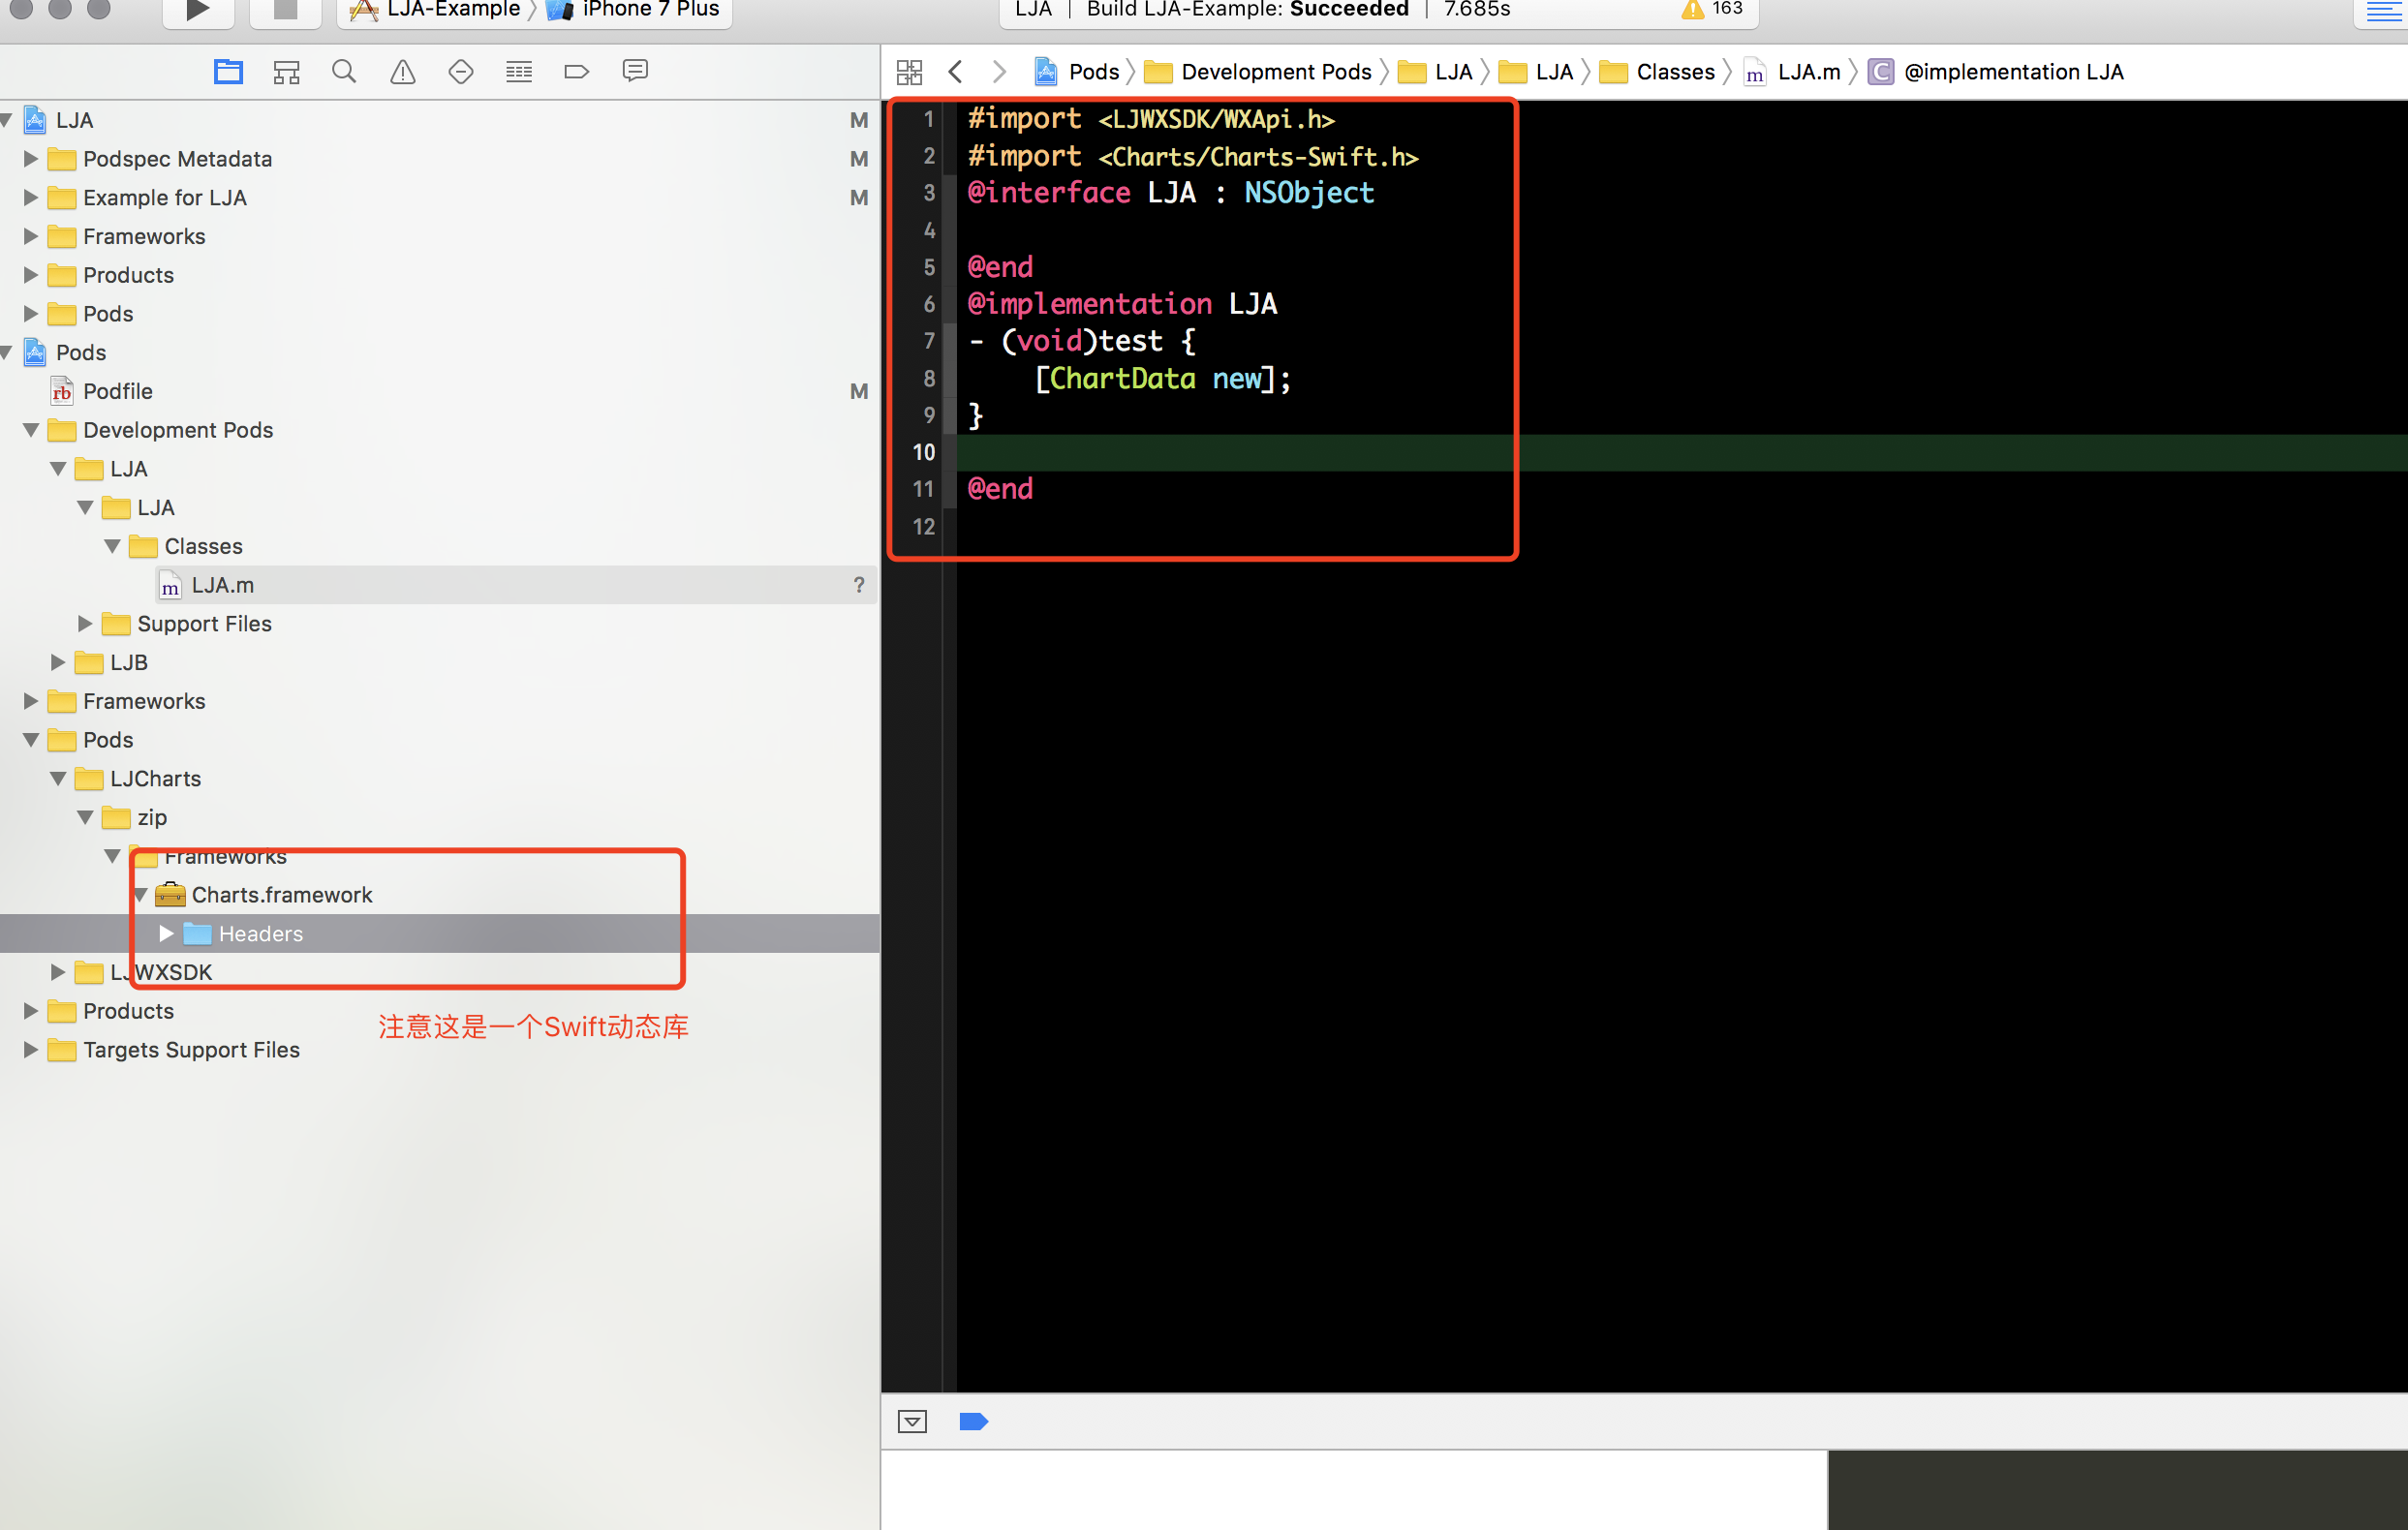 LJA-Example 〉 iPhone 7 Plus
LJA | Build LJA-Example: Succeeded | 7.685s 163
Pods 〉 Development Pods 〉 LJA 〉 LJA 〉 Classes 〉 m LJA.m 〉 C @implementation LJA
LJA M
Podspec Metadata M
Example for LJA M
Frameworks
Products
Pods
Pods
rb Podfile M
Development Pods
LJA
LJA
Classes
m LJA.m ?
Support Files
LJB
Frameworks
Pods
LJCharts
zip
Frameworks
Charts.framework
Headers
LJWXSDK
Products
注意这是一个Swift动态库
Targets Support Files
1 #import <LJWXSDK/WXApi.h>
2 #import <Charts/Charts-Swift.h>
3 @interface LJA : NSObject
4
5 @end
6 @implementation LJA
7 - (void)test {
8 [ChartData new];
9 }
10
11 @end
12